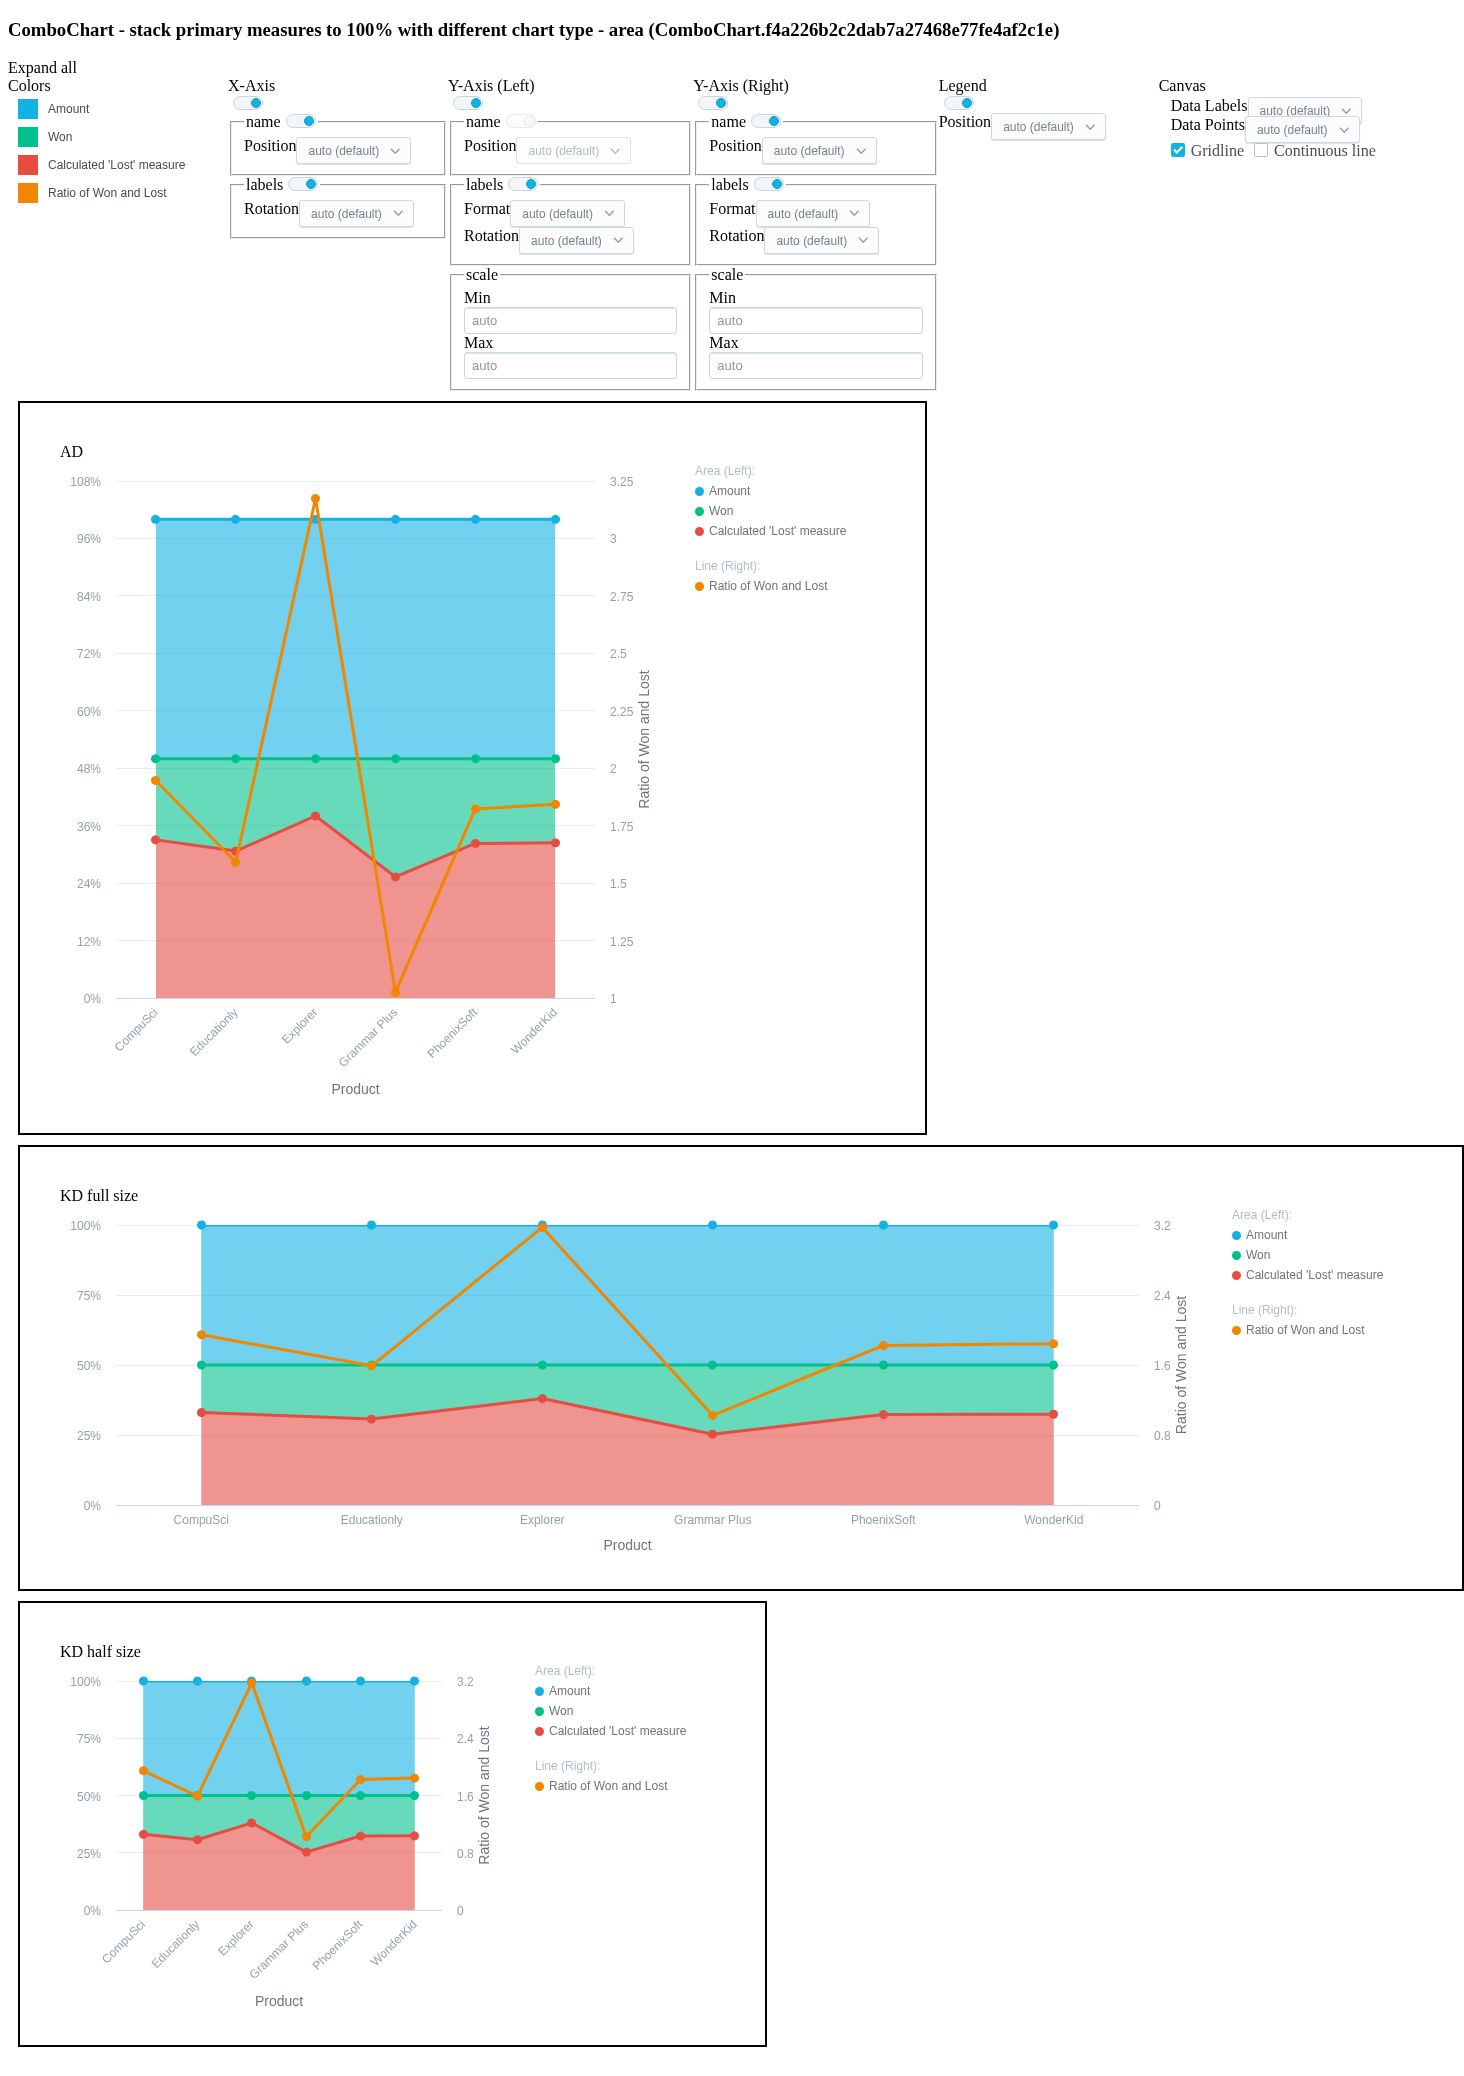 ComboChart - stack primary measures to 100% with different chart type - area (ComboChart.f4a226b2c2dab7a27468e77fe4af2c1e)
Expand all
Colors
Amount
Won
Calculated 'Lost' measure
Ratio of Won and Lost
X-Axis
name
Position auto (default)
labels
Rotation auto (default)
Y-Axis (Left)
name
Position auto (default)
labels
Format auto (default)
Rotation auto (default)
scale
Min
auto
Max
auto
Y-Axis (Right)
name
Position auto (default)
labels
Format auto (default)
Rotation auto (default)
scale
Min
auto
Max
auto
Legend
Position auto (default)
Canvas
Data Labels auto (default)
Data Points auto (default)
Gridline Continuous line
AD
108%
96%
84%
72%
60%
48%
36%
24%
12%
0%
3.25
3
2.75
2.5
2.25
2
1.75
1.5
1.25
1
Ratio of Won and Lost
CompuSci
Educationly
Explorer
Grammar Plus
PhoenixSoft
WonderKid
Product
Area (Left):
Amount
Won
Calculated 'Lost' measure
Line (Right):
Ratio of Won and Lost
KD full size
100%
75%
50%
25%
0%
3.2
2.4
1.6
0.8
0
Ratio of Won and Lost
CompuSci
Educationly
Explorer
Grammar Plus
PhoenixSoft
WonderKid
Product
Area (Left):
Amount
Won
Calculated 'Lost' measure
Line (Right):
Ratio of Won and Lost
KD half size
100%
75%
50%
25%
0%
3.2
2.4
1.6
0.8
0
Ratio of Won and Lost
CompuSci
Educationly
Explorer
Grammar Plus
PhoenixSoft
WonderKid
Product
Area (Left):
Amount
Won
Calculated 'Lost' measure
Line (Right):
Ratio of Won and Lost